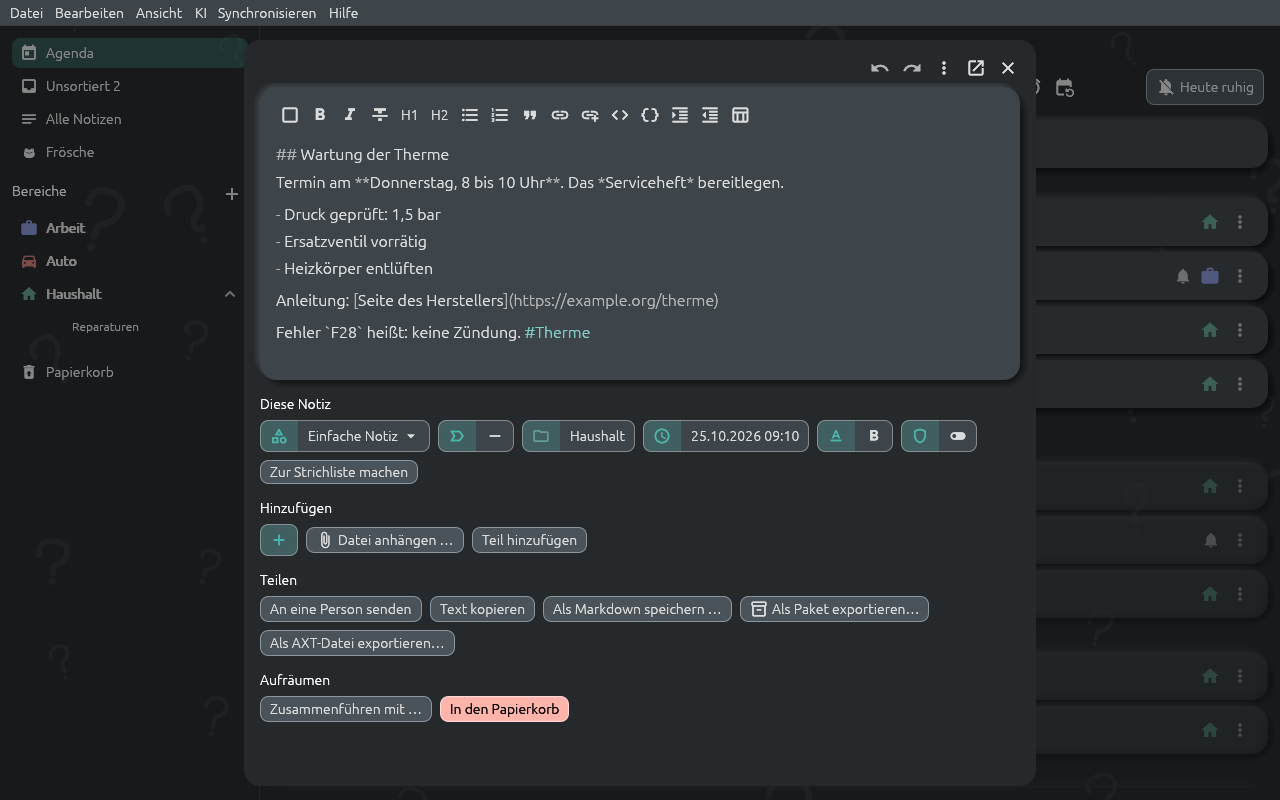 Datei Bearbeiten Ansicht KI Synchronisieren Hilfe
Agenda
Unsortiert 2
Alle Notizen
Frösche
Bereiche
Arbeit
Auto
Haushalt
Reparaturen
Papierkorb
Heute ruhig
B I S H1 H2
## Wartung der Therme
Termin am **Donnerstag, 8 bis 10 Uhr**. Das *Serviceheft* bereitlegen.
- Druck geprüft: 1,5 bar
- Ersatzventil vorrätig
- Heizkörper entlüften
Anleitung: [Seite des Herstellers](https://example.org/therme)
Fehler `F28` heißt: keine Zündung. #Therme
Diese Notiz
Einfache Notiz Haushalt 25.10.2026 09:10 A B
Zur Strichliste machen
Hinzufügen
Datei anhängen … Teil hinzufügen
Teilen
An eine Person senden Text kopieren Als Markdown speichern … Als Paket exportieren…
Als AXT-Datei exportieren…
Aufräumen
Zusammenführen mit … In den Papierkorb